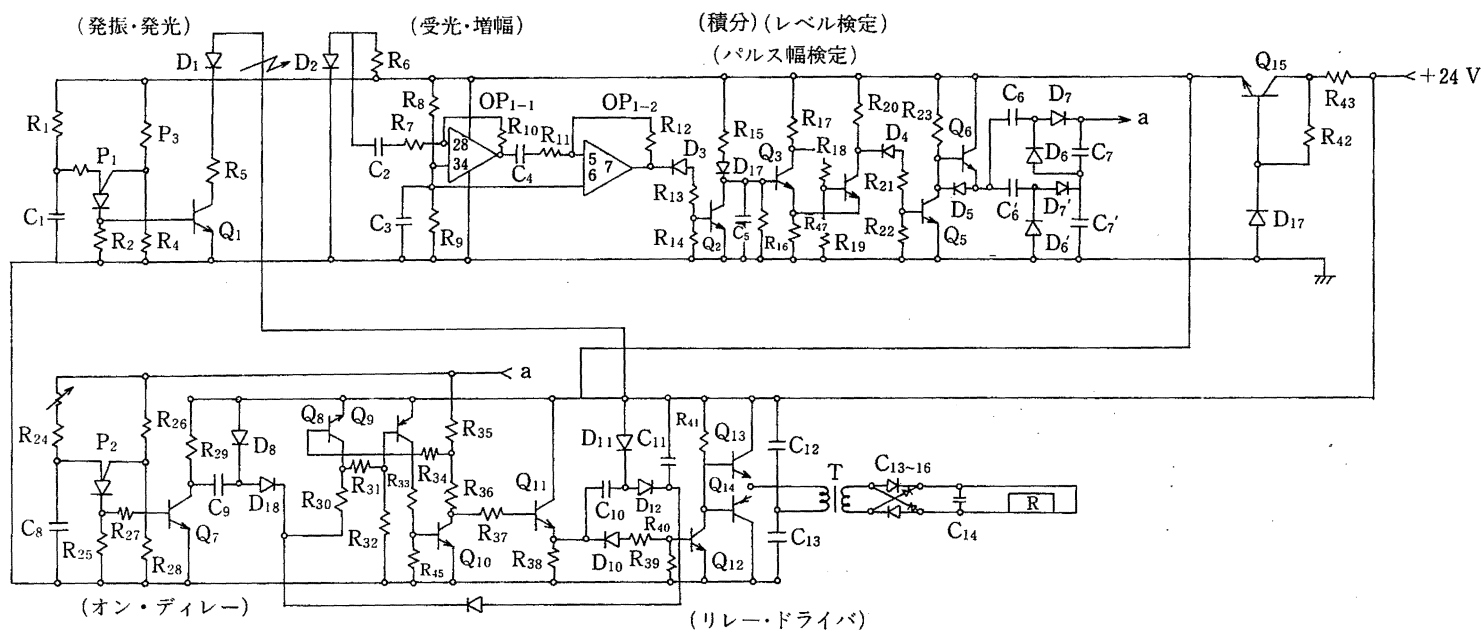 (発振・発光)
(受光・増幅)
(積分) (レベル検定)
(パルス幅検定)
D1
D2
R6
Q15
+24 V
R43
R42
R1
P3
P1
R5
C1
R2
R4
Q1
R8
OP1-1
OP1-2
R7
28
34
R10
R11
C2
C4
C3
R9
5
6
7
R12
D3
R13
R14
Q2
R15
D17
C5
R16
R17
Q3
R18
R47
R19
R20
D4
R21
R22
R23
Q6
D5
Q5
C6
D7
a
D6
C7
C6'
D7'
D6'
C7'
D17
a
R24
P2
R26
R29
D8
C8
R25
R27
R28
Q7
C9
D18
Q8
Q9
R30
R31
R32
R33
R34
R35
R36
R37
R45
Q10
Q11
R38
D11
C11
C10
D12
D10
R40
R39
R41
Q13
Q14
Q12
C12
C13
T
C13~16
C14
R
(オン・ディレー)
(リレー・ドライバ)